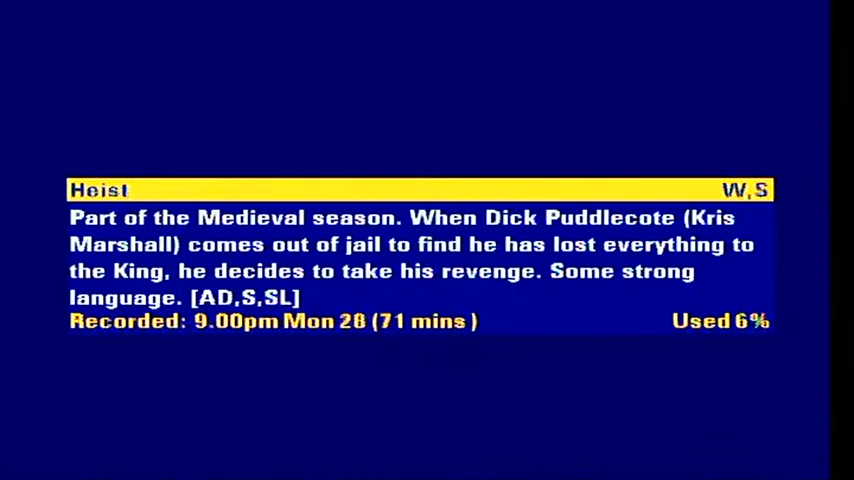 Heist W,S
Part of the Medieval season. When Dick Puddlecote (Kris
Marshall) comes out of jail to find he has lost everything to
the King, he decides to take his revenge. Some strong
language. [AD,S,SL]
Recorded: 9.00pm Mon 28 (71 mins ) Used 6%